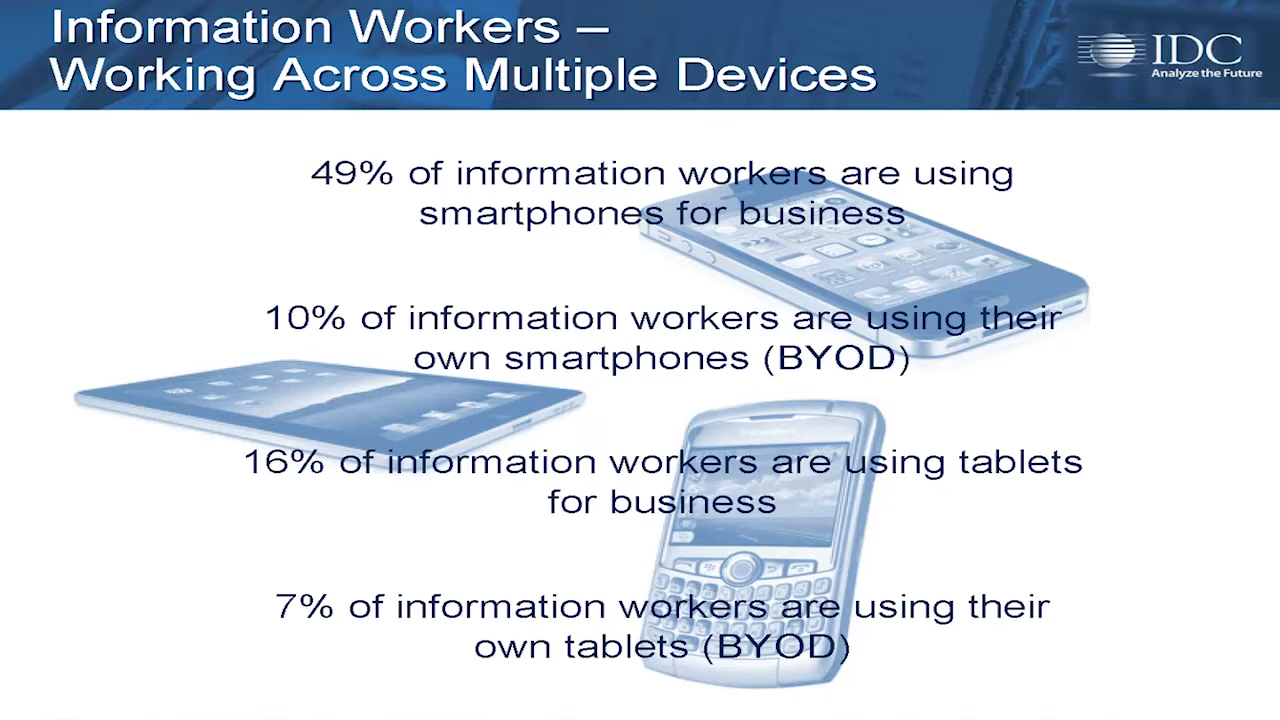 Information Workers –
Working Across Multiple Devices
IDC
Analyze the Future
49% of information workers are using
smartphones for business
10% of information workers are using their
own smartphones (BYOD)
16% of information workers are using tablets
for business
7% of information workers are using their
own tablets (BYOD)